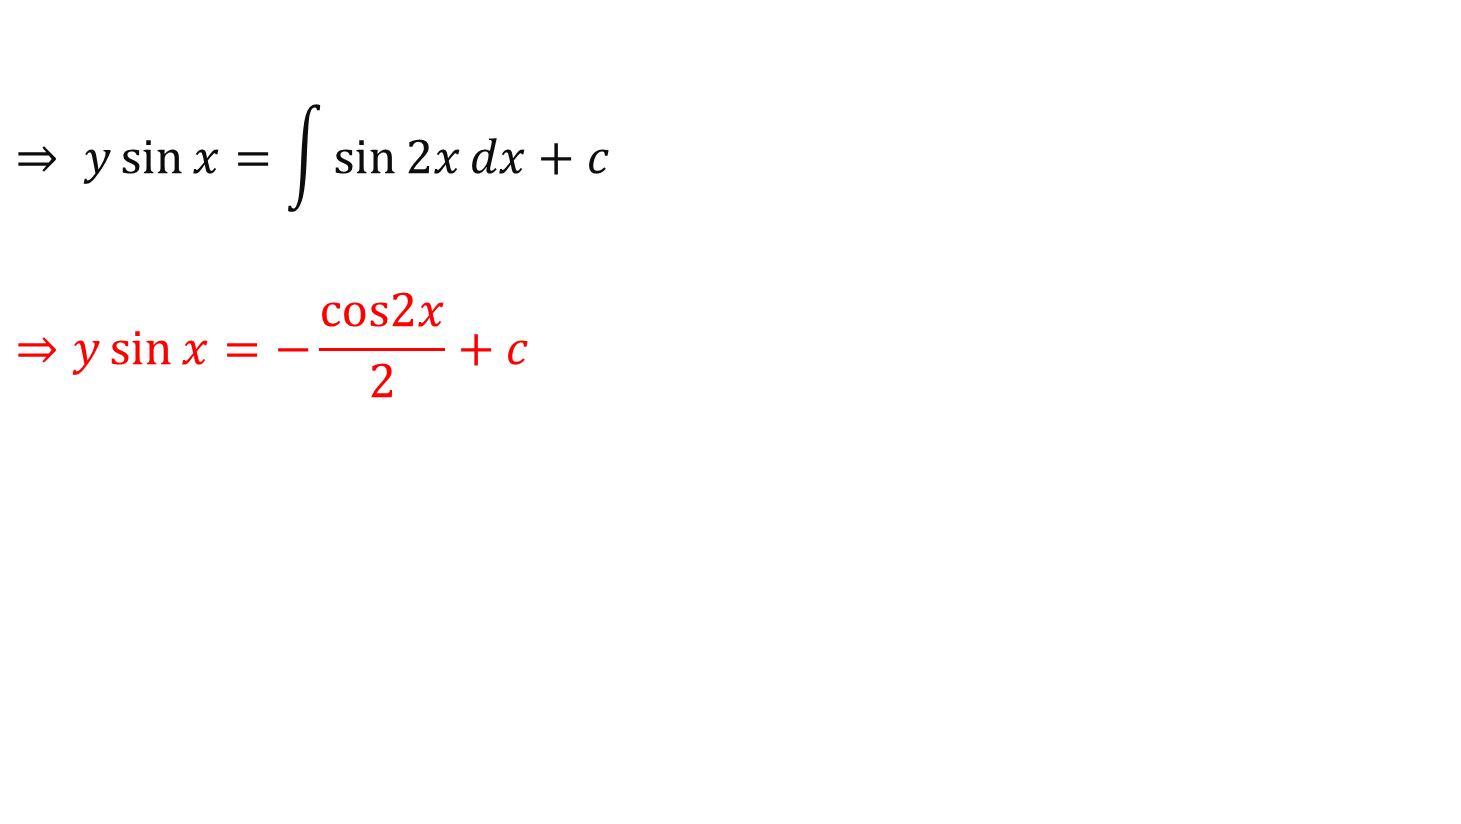 ⇒ y sin x = ∫ sin 2x dx + c
⇒ y sin x = − cos2x/2 + c